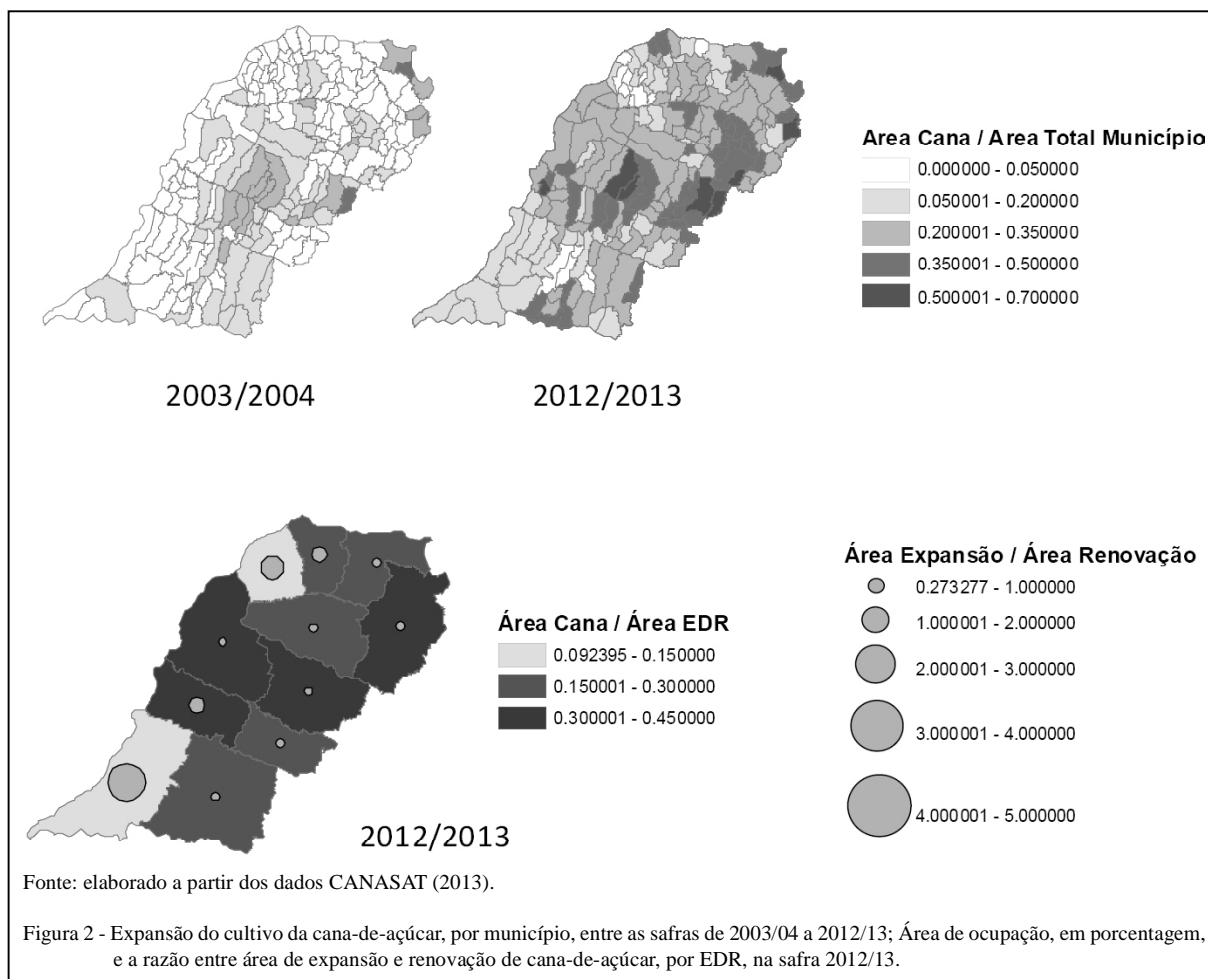 2003/2004
2012/2013
Area Cana / Area Total Município
0.000000 - 0.050000
0.050001 - 0.200000
0.200001 - 0.350000
0.350001 - 0.500000
0.500001 - 0.700000
2012/2013
Área Cana / Área EDR
0.092395 - 0.150000
0.150001 - 0.300000
0.300001 - 0.450000
Área Expansão / Área Renovação
0.273277 - 1.000000
1.000001 - 2.000000
2.000001 - 3.000000
3.000001 - 4.000000
4.000001 - 5.000000
Fonte: elaborado a partir dos dados CANASAT (2013).
Figura 2 - Expansão do cultivo da cana-de-açúcar, por município, entre as safras de 2003/04 a 2012/13; Área de ocupação, em porcentagem,
e a razão entre área de expansão e renovação de cana-de-açúcar, por EDR, na safra 2012/13.